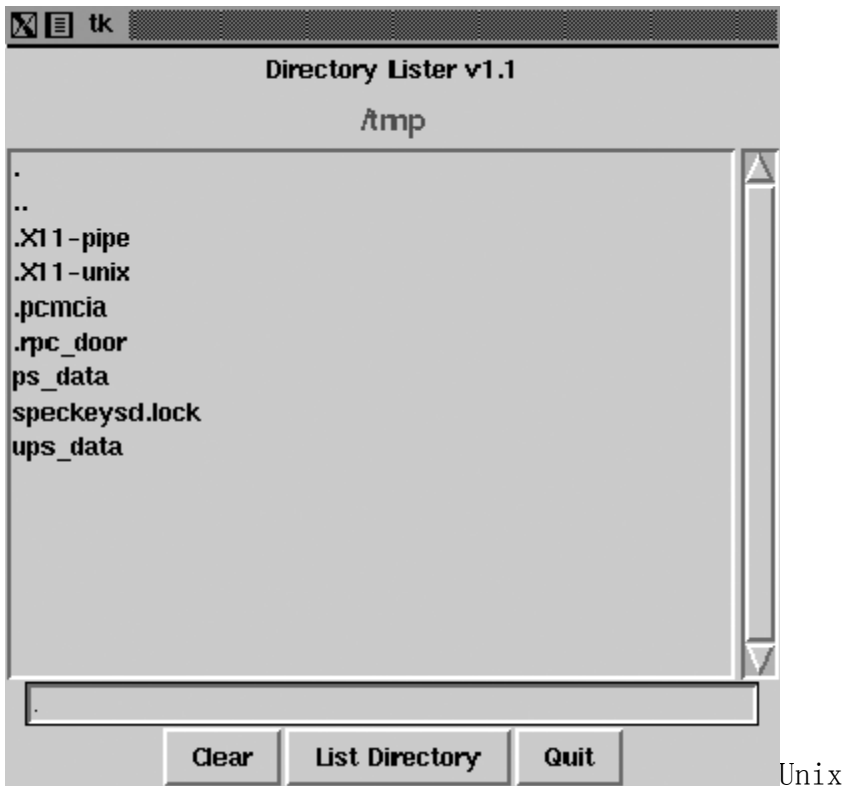 tk
Directory Lister v1.1
/tmp
.
..
.X11-pipe
.X11-unix
.pcmcia
.rpc_door
ps_data
speckeysd.lock
ups_data
.
Clear List Directory Quit
Unix